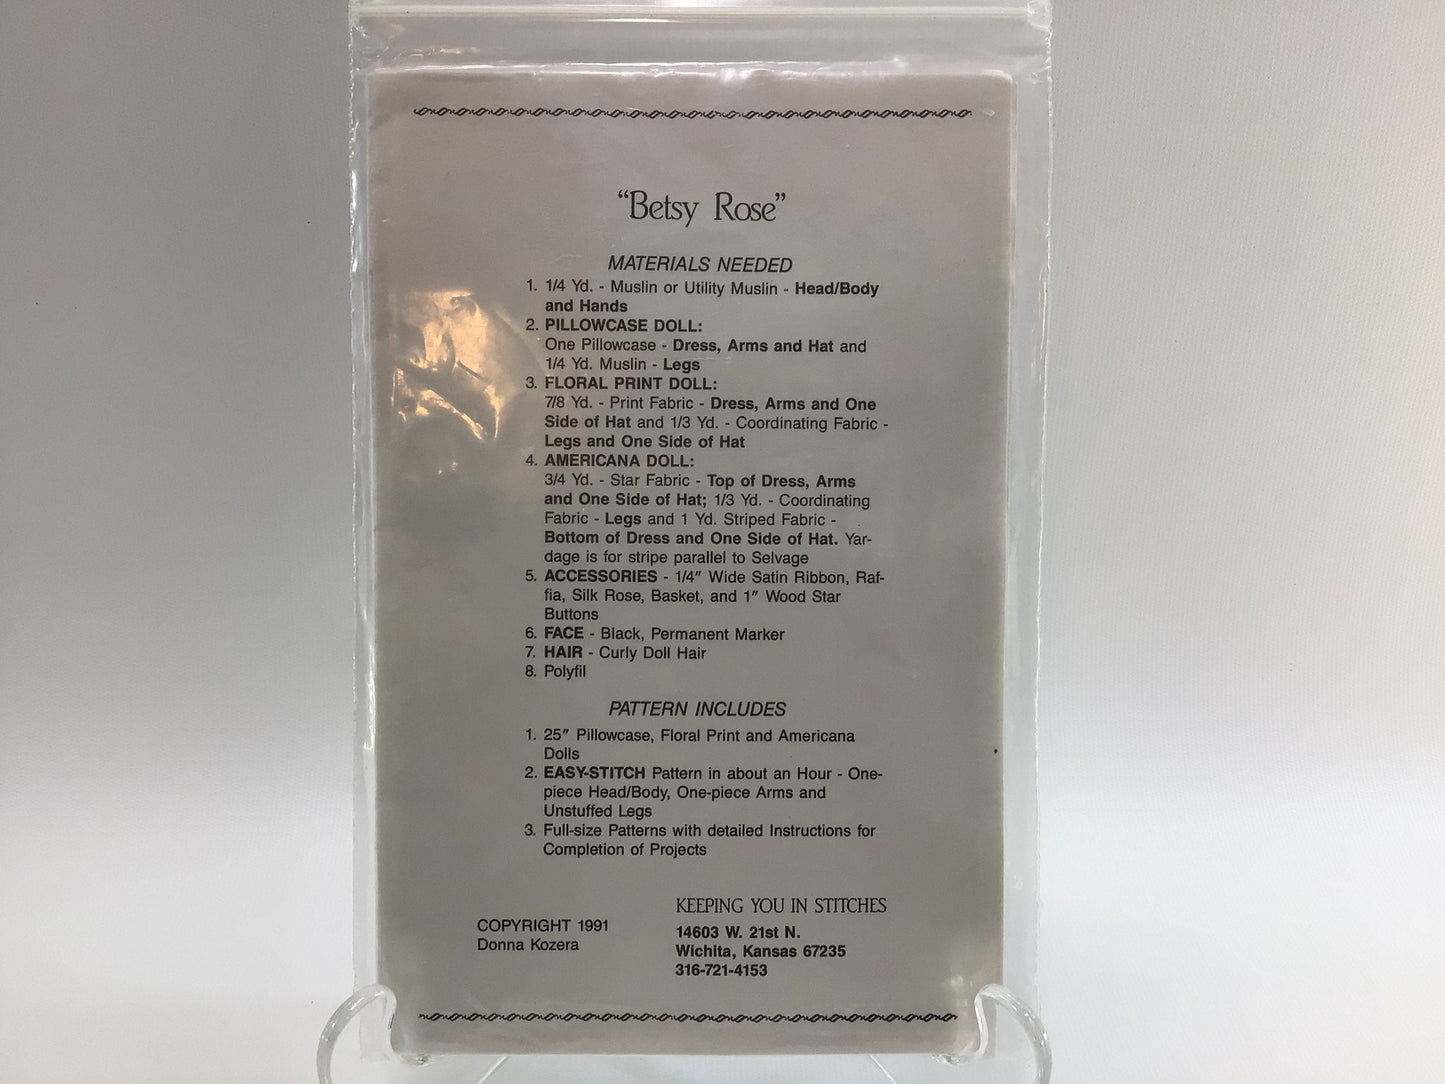 “Betsy Rose”
MATERIALS NEEDED
1. 1/4 Yd. - Muslin or Utility Muslin - Head/Body
and Hands
2. PILLOWCASE DOLL:
One Pillowcase - Dress, Arms and Hat and
1/4 Yd. Muslin - Legs
3. FLORAL PRINT DOLL:
7/8 Yd. - Print Fabric - Dress, Arms and One
Side of Hat and 1/3 Yd. - Coordinating Fabric -
Legs and One Side of Hat
4. AMERICANA DOLL:
3/4 Yd. - Star Fabric - Top of Dress, Arms
and One Side of Hat; 1/3 Yd. - Coordinating
Fabric - Legs and 1 Yd. Striped Fabric -
Bottom of Dress and One Side of Hat. Yar-
dage is for stripe parallel to Selvage
5. ACCESSORIES - 1/4″ Wide Satin Ribbon, Raf-
fia, Silk Rose, Basket, and 1″ Wood Star
Buttons
6. FACE - Black, Permanent Marker
7. HAIR - Curly Doll Hair
8. Polyfil
PATTERN INCLUDES
1. 25″ Pillowcase, Floral Print and Americana
Dolls
2. EASY-STITCH Pattern in about an Hour - One-
piece Head/Body, One-piece Arms and
Unstuffed Legs
3. Full-size Patterns with detailed Instructions for
Completion of Projects
COPYRIGHT 1991
Donna Kozera
KEEPING YOU IN STITCHES
14603 W. 21st N.
Wichita, Kansas 67235
316-721-4153